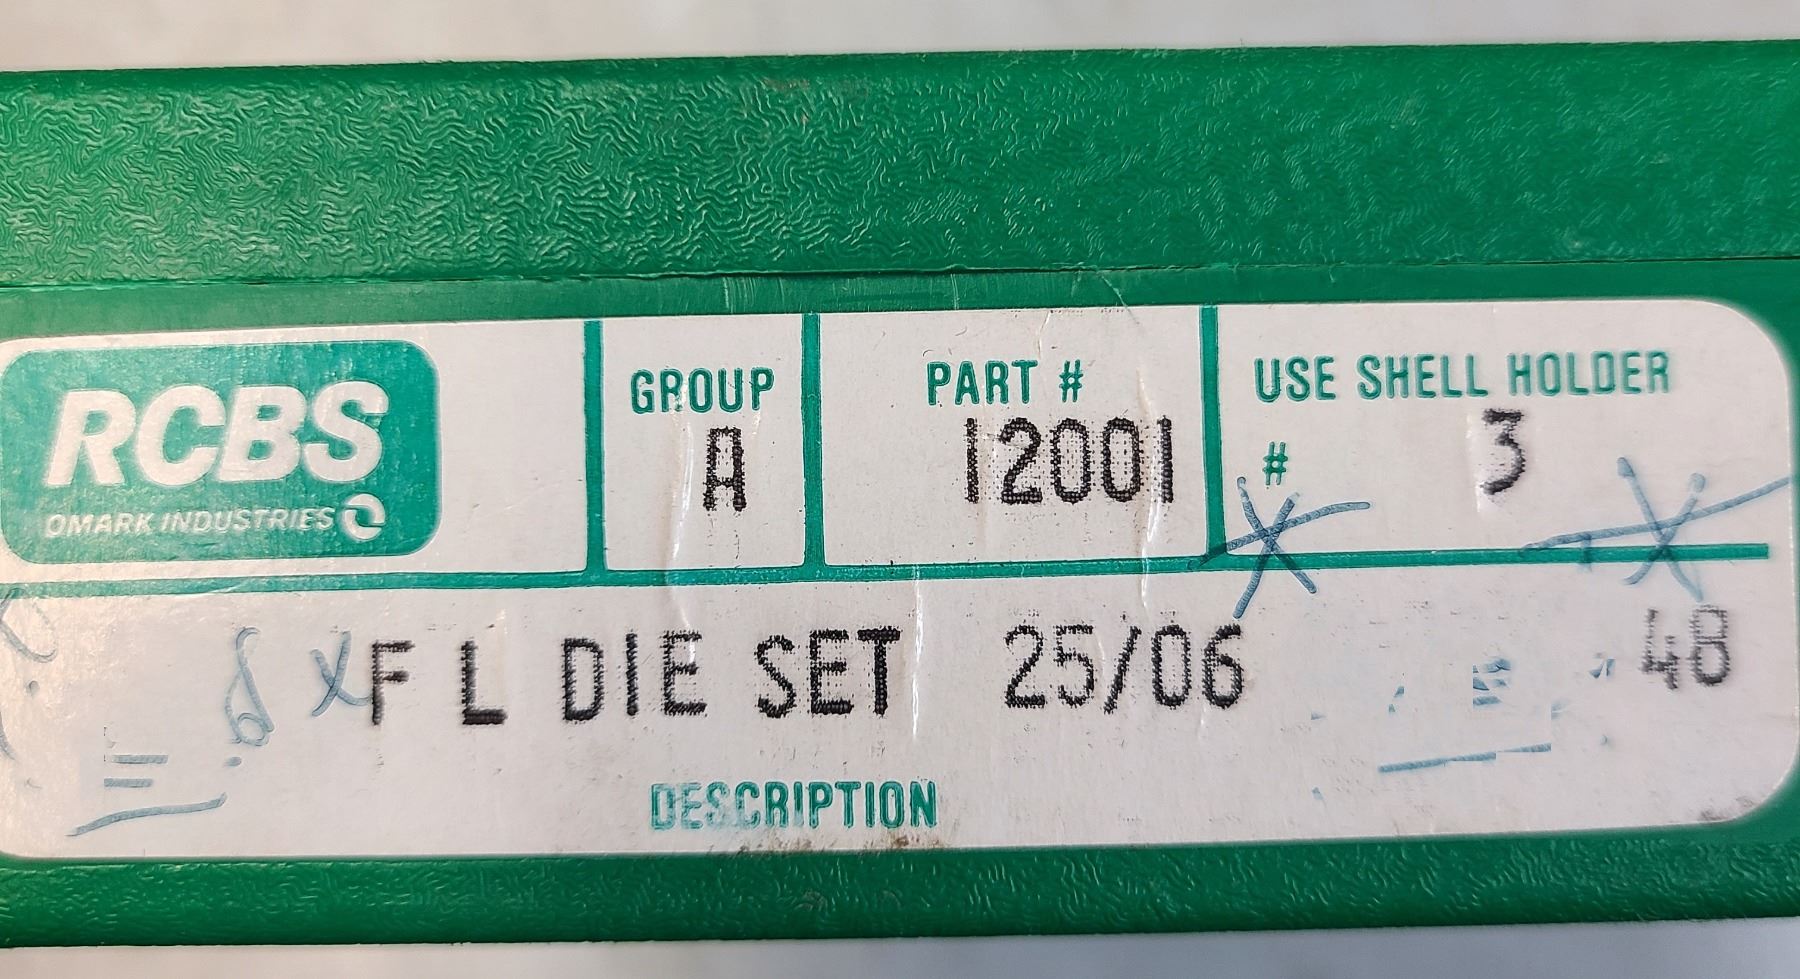 RCBS
OMARK INDUSTRIES
GROUP
A
PART #
12001
USE SHELL HOLDER
# 3
F L DIE SET 25/06 48
DESCRIPTION